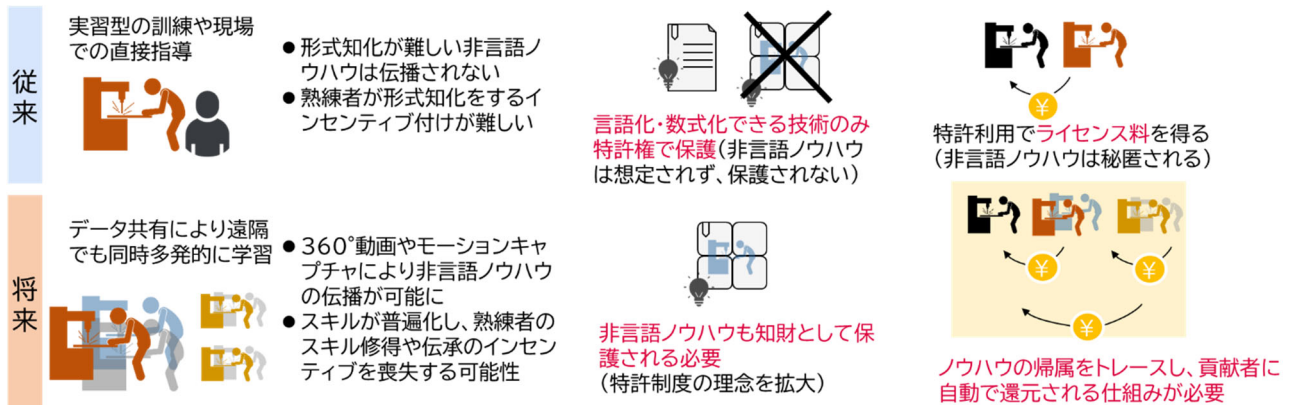 従来
実習型の訓練や現場
での直接指導
● 形式知化が難しい非言語ノ
ウハウは伝播されない
● 熟練者が形式知化をするイ
ンセンティブ付けが難しい
言語化・数式化できる技術のみ
特許権で保護(非言語ノウハウ
は想定されず、保護されない)
¥
特許利用でライセンス料を得る
(非言語ノウハウは秘匿される)
将来
データ共有により遠隔
でも同時多発的に学習
● 360°動画やモーションキャ
プチャにより非言語ノウハウ
の伝播が可能に
● スキルが普遍化し、熟練者の
スキル修得や伝承のインセン
ティブを喪失する可能性
非言語ノウハウも知財として保
護される必要
(特許制度の理念を拡大)
¥
¥
¥
ノウハウの帰属をトレースし、貢献者に
自動で還元される仕組みが必要